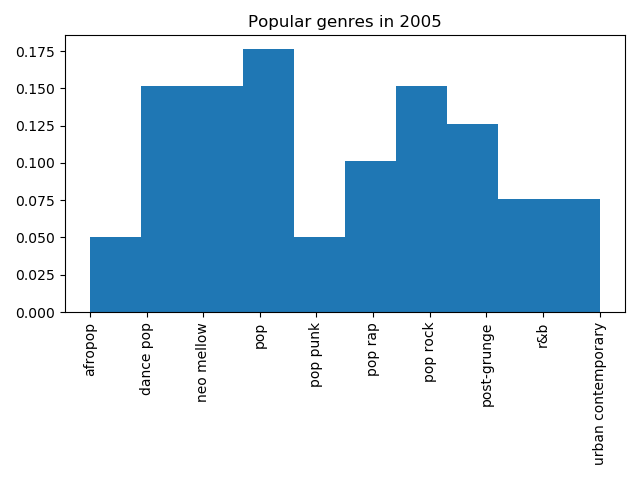 Popular genres in 2005
0.175
0.150
0.125
0.100
0.075
0.050
0.025
0.000
afropop
dance pop
neo mellow
pop
pop punk
pop rap
pop rock
post-grunge
r&b
urban contemporary